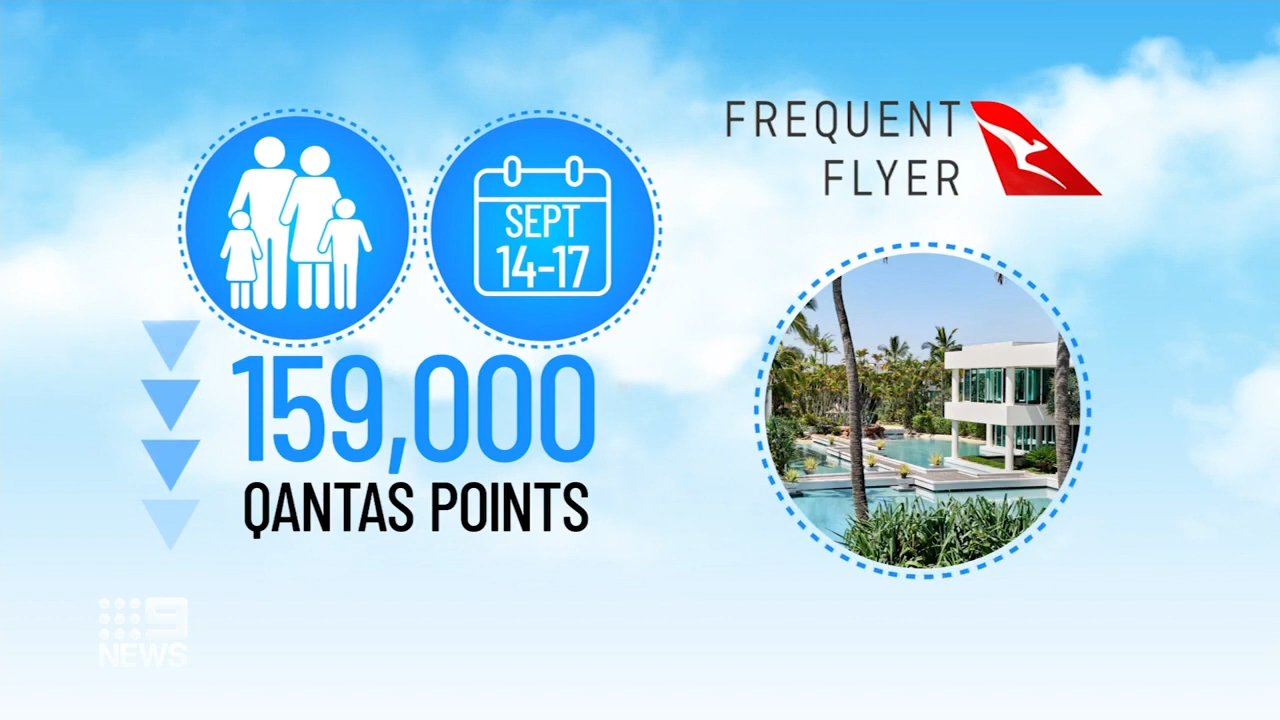 FREQUENT
FLYER
SEPT
14-17
159,000
QANTAS POINTS
9
NEWS